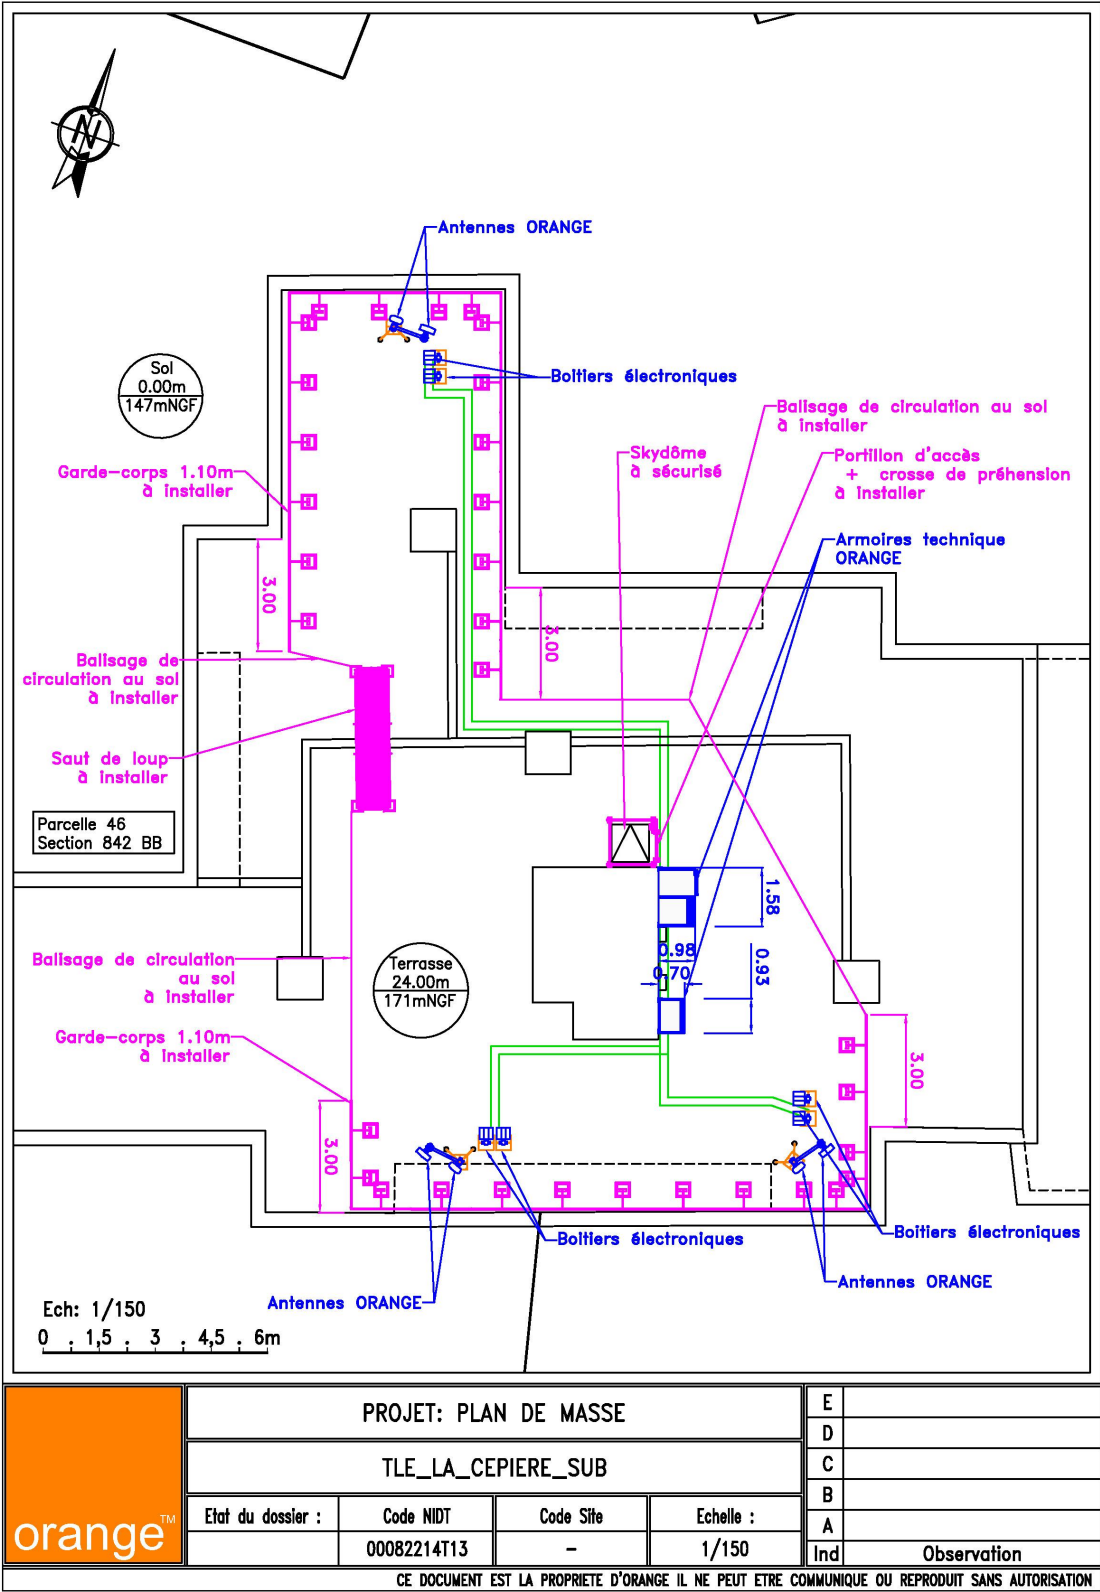 N
Antennes ORANGE
Sol
0.00m
147mNGF
Boîtiers électroniques
Balisage de circulation au sol
à installer
Skydôme
à sécurisé
Portillon d'accès
+ crosse de préhension
à installer
Garde-corps 1.10m
à installer
Armoires technique
ORANGE
3.00
3.00
Balisage de
circulation au sol
à installer
Saut de loup
à installer
Parcelle 46
Section 842 BB
1.58
Balisage de circulation
au sol
à installer
Terrasse
24.00m
171mNGF
0.98
0.70
0.93
Garde-corps 1.10m
à installer
3.00
3.00
Boîtiers électroniques
Boitiers électroniques
Antennes ORANGE
Antennes ORANGE
Ech: 1/150
0 . 1,5 . 3 . 4,5 . 6m
orange™
PROJET: PLAN DE MASSE
TLE_LA_CEPIERE_SUB
Etat du dossier :
Code NIDT
Code Site
Echelle :
00082214T13
-
1/150
E
D
C
B
A
Ind
Observation
CE DOCUMENT EST LA PROPRIETE D'ORANGE IL NE PEUT ETRE COMMUNIQUE OU REPRODUIT SANS AUTORISATION